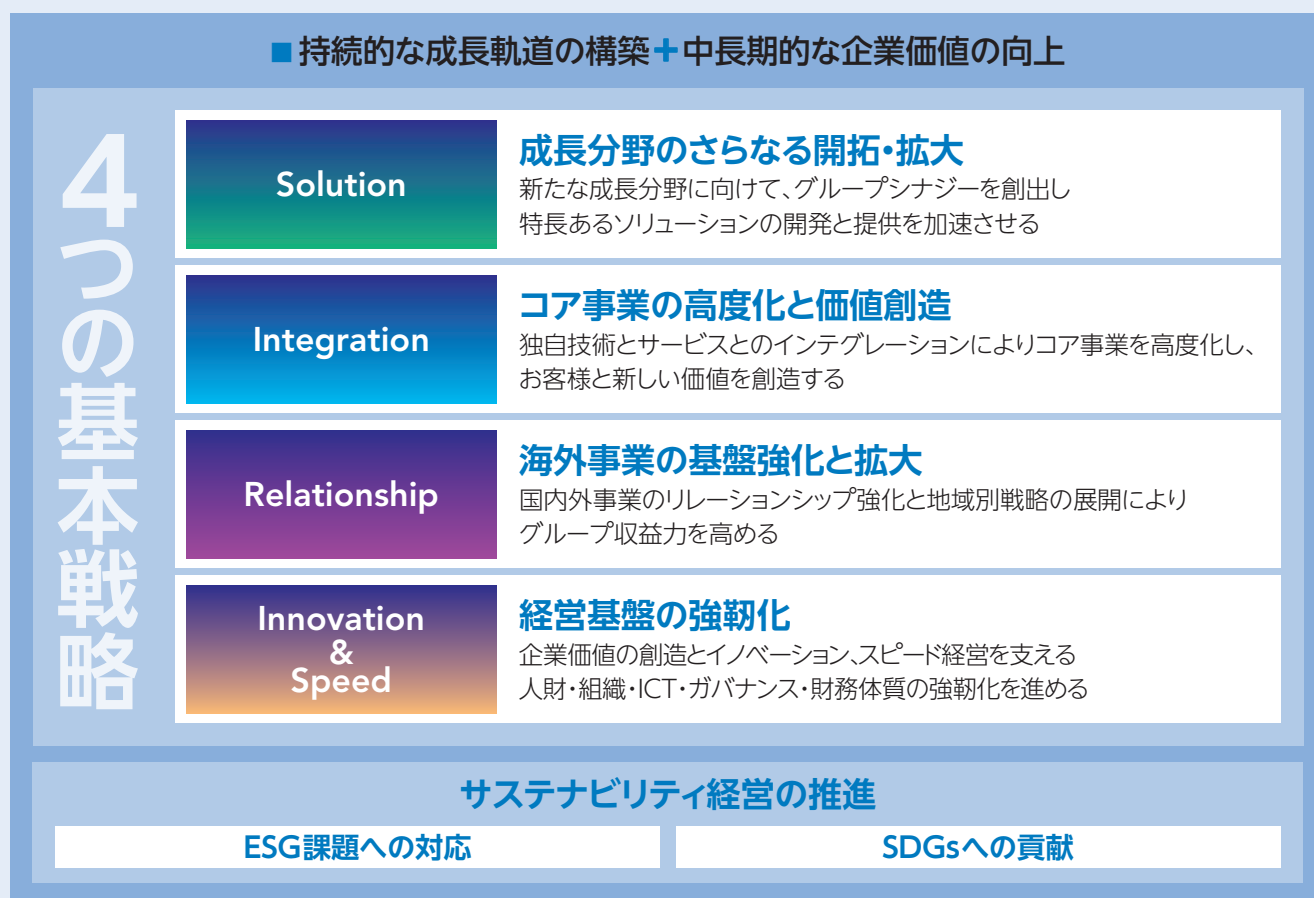 ■ 持続的な成長軌道の構築+中長期的な企業価値の向上
4つの基本戦略
Solution
成長分野のさらなる開拓・拡大
新たな成長分野に向けて、グループシナジーを創出し
特長あるソリューションの開発と提供を加速させる
Integration
コア事業の高度化と価値創造
独自技術とサービスとのインテグレーションによりコア事業を高度化し、
お客様と新しい価値を創造する
Relationship
海外事業の基盤強化と拡大
国内外事業のリレーションシップ強化と地域別戦略の展開により
グループ収益力を高める
Innovation
&
Speed
経営基盤の強靭化
企業価値の創造とイノベーション、スピード経営を支える
人財・組織・ICT・ガバナンス・財務体質の強靭化を進める
サステナビリティ経営の推進
ESG課題への対応
SDGsへの貢献